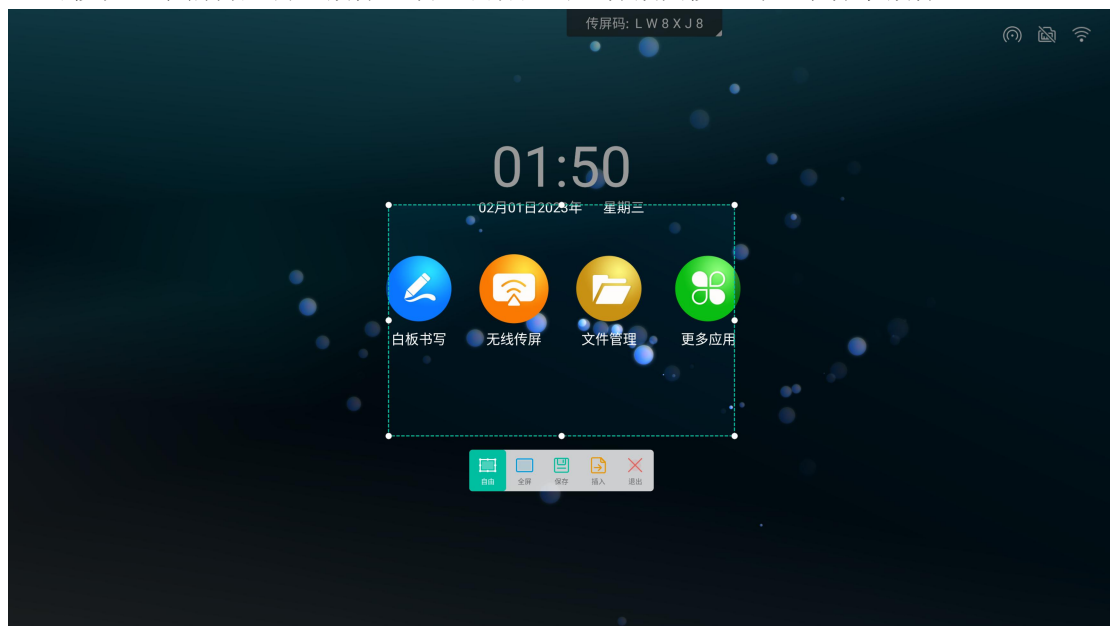 传屏码: LW8XJ8
01:50
02月01日2023年 星期三
白板书写 无线传屏 文件管理 更多应用
自由 全屏 保存 插入 退出